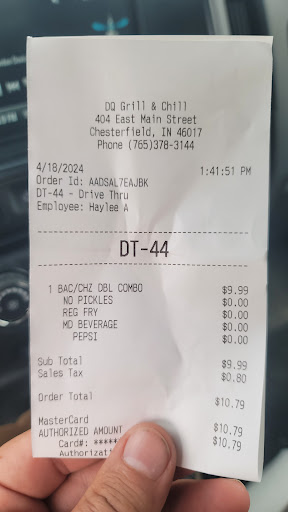 DQ Grill & Chill
404 East Main Street
Chesterfield, IN 46017
Phone (765)378-3144
4/18/2024 1:41:51 PM
Order Id: AADSAL7EAJBK
DT-44 - Drive Thru
Employee: Haylee A
DT-44
1 BAC/CHZ DBL COMBO $9.99
NO PICKLES $0.00
REG FRY $0.00
MD BEVERAGE $0.00
PEPSI $0.00
Sub Total $9.99
Sales Tax $0.80
Order Total $10.79
MasterCard $10.79
AUTHORIZED AMOUNT $10.79
Card#: